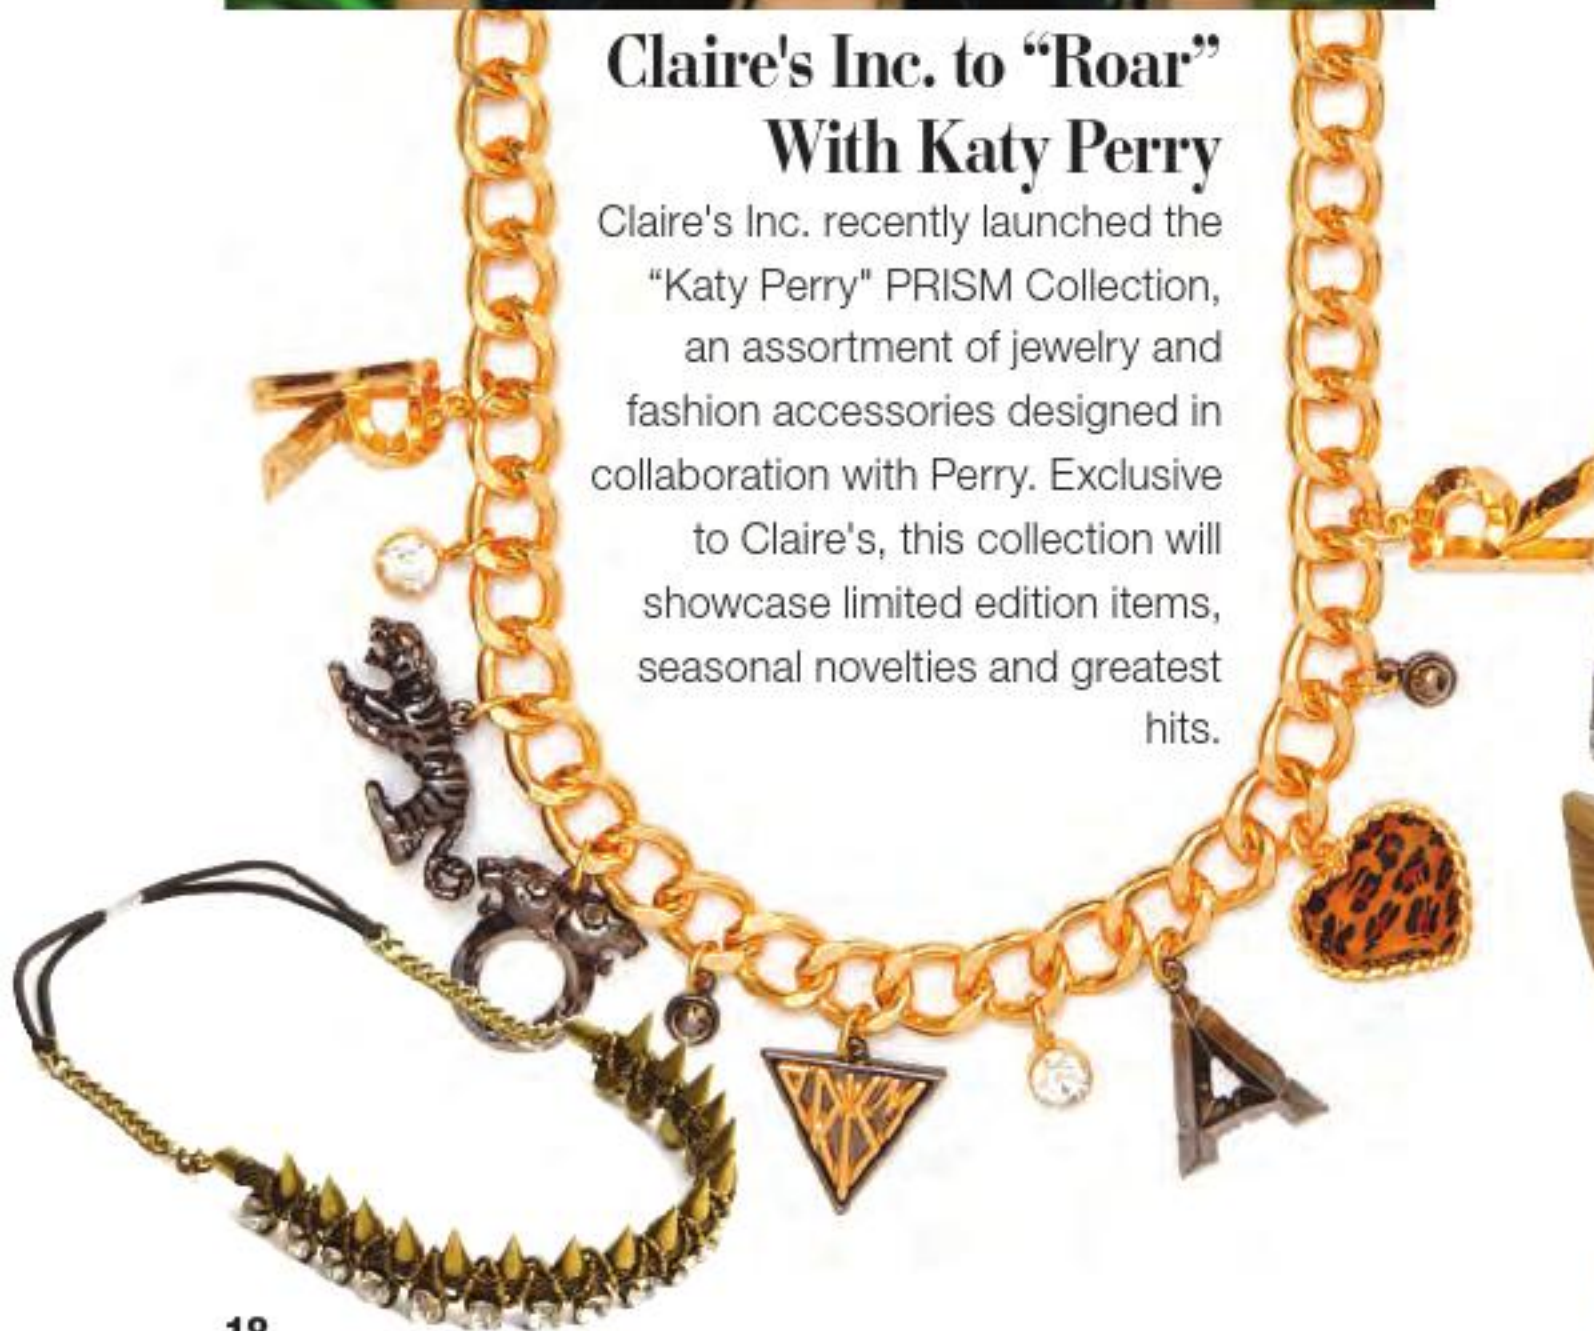 Claire's Inc. to “Roar”
With Katy Perry
Claire's Inc. recently launched the
“Katy Perry" PRISM Collection,
an assortment of jewelry and
fashion accessories designed in
collaboration with Perry. Exclusive
to Claire's, this collection will
showcase limited edition items,
seasonal novelties and greatest
hits.
R
R
A
18